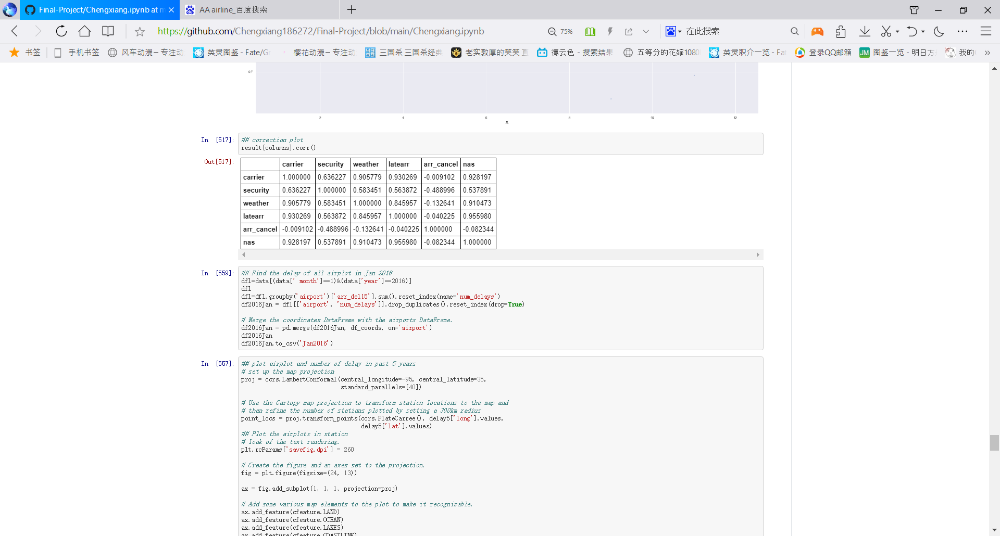 Final-Project/Chengxiang.ipynb at m
AA airline_百度搜索
https://github.com/Chengxiang186272/Final-Project/blob/main/Chengxiang.ipynb
75%
在此搜索
书签
手机书签
风车动漫 – 专注动
英灵图鉴 - Fate/G
樱花动漫 – 专注动
三国杀 三国杀经典
老实敦厚的笑笑 直
德云色 - 搜索结果
五等分的花嫁1080
英灵职介一览 - Fat
登录QQ邮箱
JM 图鉴一览 - 明日方
我的
0.7
2 4 6 8 10 12
X
In [517]:
## correction plot
result[columns].corr()
Out[517]:
carrier security weather latearr arr_cancel nas
carrier 1.000000 0.636227 0.905779 0.930269 -0.009102 0.928197
security 0.636227 1.000000 0.583451 0.563872 -0.488996 0.537891
weather 0.905779 0.583451 1.000000 0.845957 -0.132641 0.910473
latearr 0.930269 0.563872 0.845957 1.000000 -0.040225 0.955980
arr_cancel -0.009102 -0.488996 -0.132641 -0.040225 1.000000 -0.082344
nas 0.928197 0.537891 0.910473 0.955980 -0.082344 1.000000
In [559]:
## Find the delay of all airplot in Jan 2016
dfl=data[(data[' month']==1)&(data['year']==2016)]
dfl
dfl=dfl.groupby('airport')['arr_del15'].sum().reset_index(name='num_delays')
df2016Jan = dfl[['airport', 'num_delays']].drop_duplicates().reset_index(drop=True)
# Merge the coordinates DataFrame with the airports DataFrame.
df2016Jan = pd.merge(df2016Jan, df_coords, on='airport')
df2016Jan
df2016Jan.to_csv('Jan2016')
In [557]:
## plot airplot and number of delay in past 5 years
# set up the map projection
proj = ccrs.LambertConformal(central_longitude=-95, central_latitude=35,
standard_parallels=[40])
# Use the Cartopy map projection to transform station locations to the map and
# then refine the number of stations plotted by setting a 300km radius
point_locs = proj.transform_points(ccrs.PlateCarree(), delay5['long'].values,
delay5['lat'].values)
## Plot the airplots in station
# look of the text rendering.
plt.rcParams['savefig.dpi'] = 260
# Create the figure and an axes set to the projection.
fig = plt.figure(figsize=(24, 13))
ax = fig.add_subplot(1, 1, 1, projection=proj)
# Add some various map elements to the plot to make it recognizable.
ax.add_feature(cfeature.LAND)
ax.add_feature(cfeature.OCEAN)
ax.add_feature(cfeature.LAKES)
ax.add_feature(cfeature.COASTLINE)